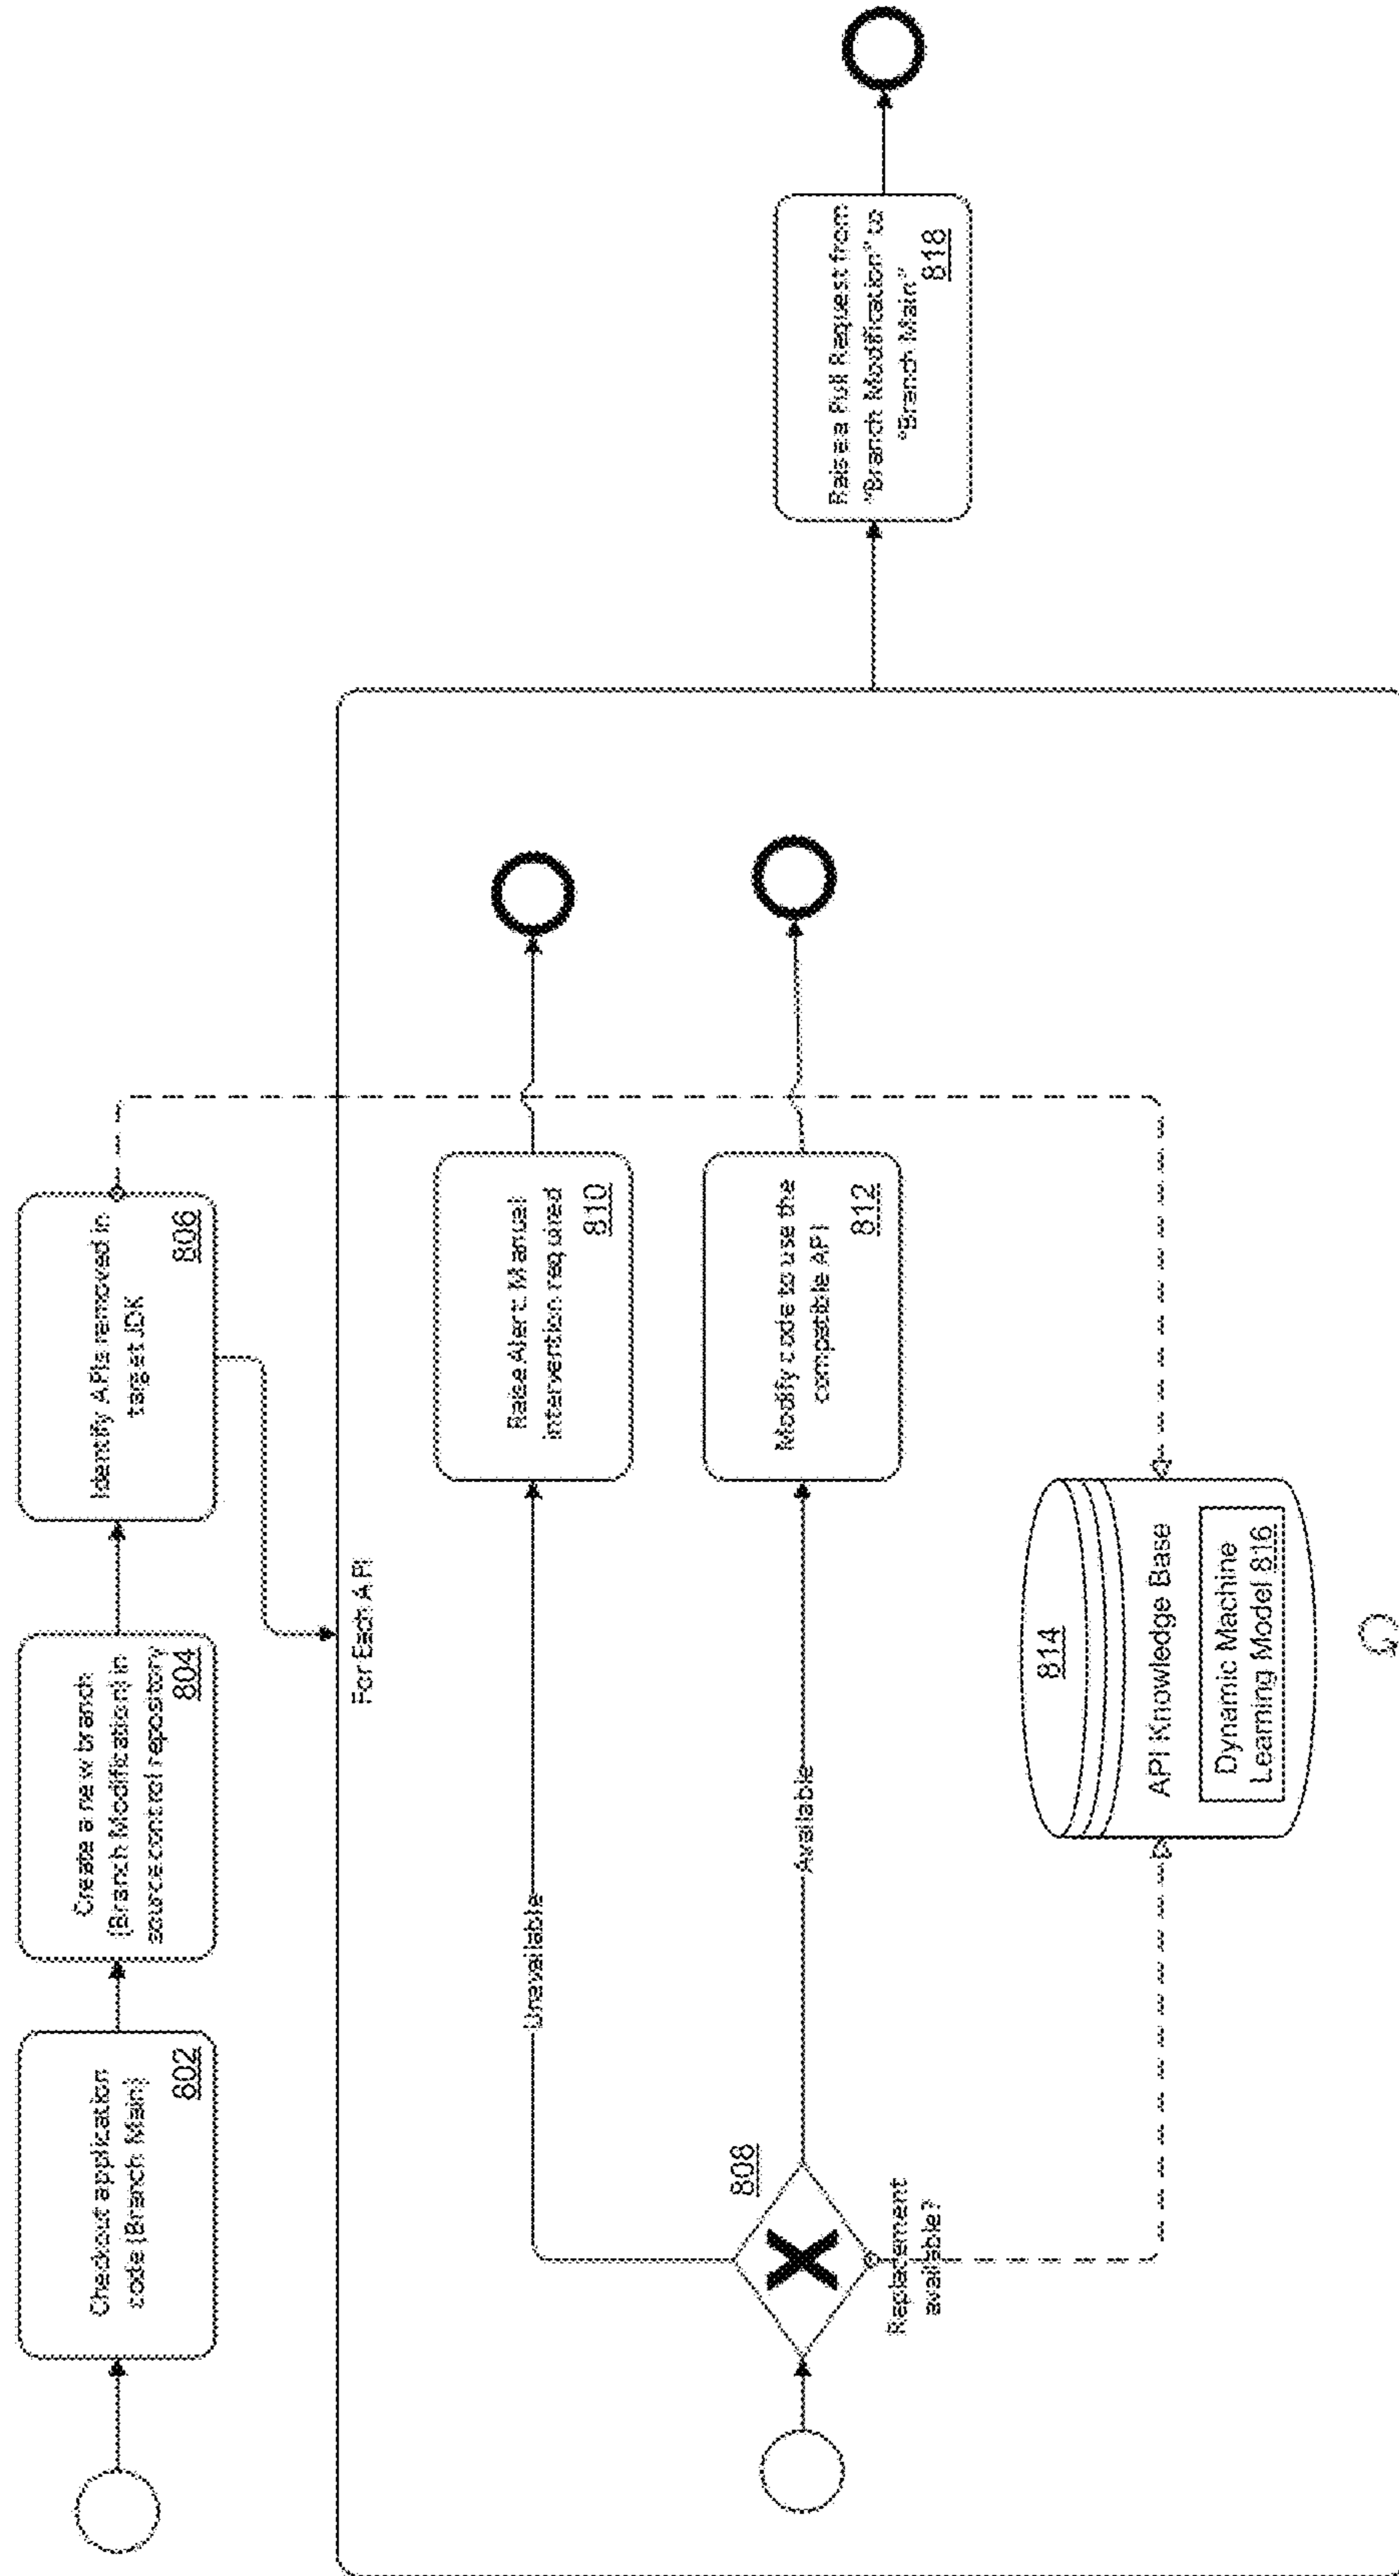 Checkout application
code (Branch Main)
802
Create a new branch
(Branch Modification) in
source control repository
804
Identify APIs removed in
target JDK
806
For Each API
Replacement
available?
808
Unavailable
Raise Alert: Manual
intervention required
810
Available
Modify code to use the
compatible API
812
814
API Knowledge Base
Dynamic Machine
Learning Model 816
Raise a Pull Request from
"Branch Modification" to
"Branch Main"
818